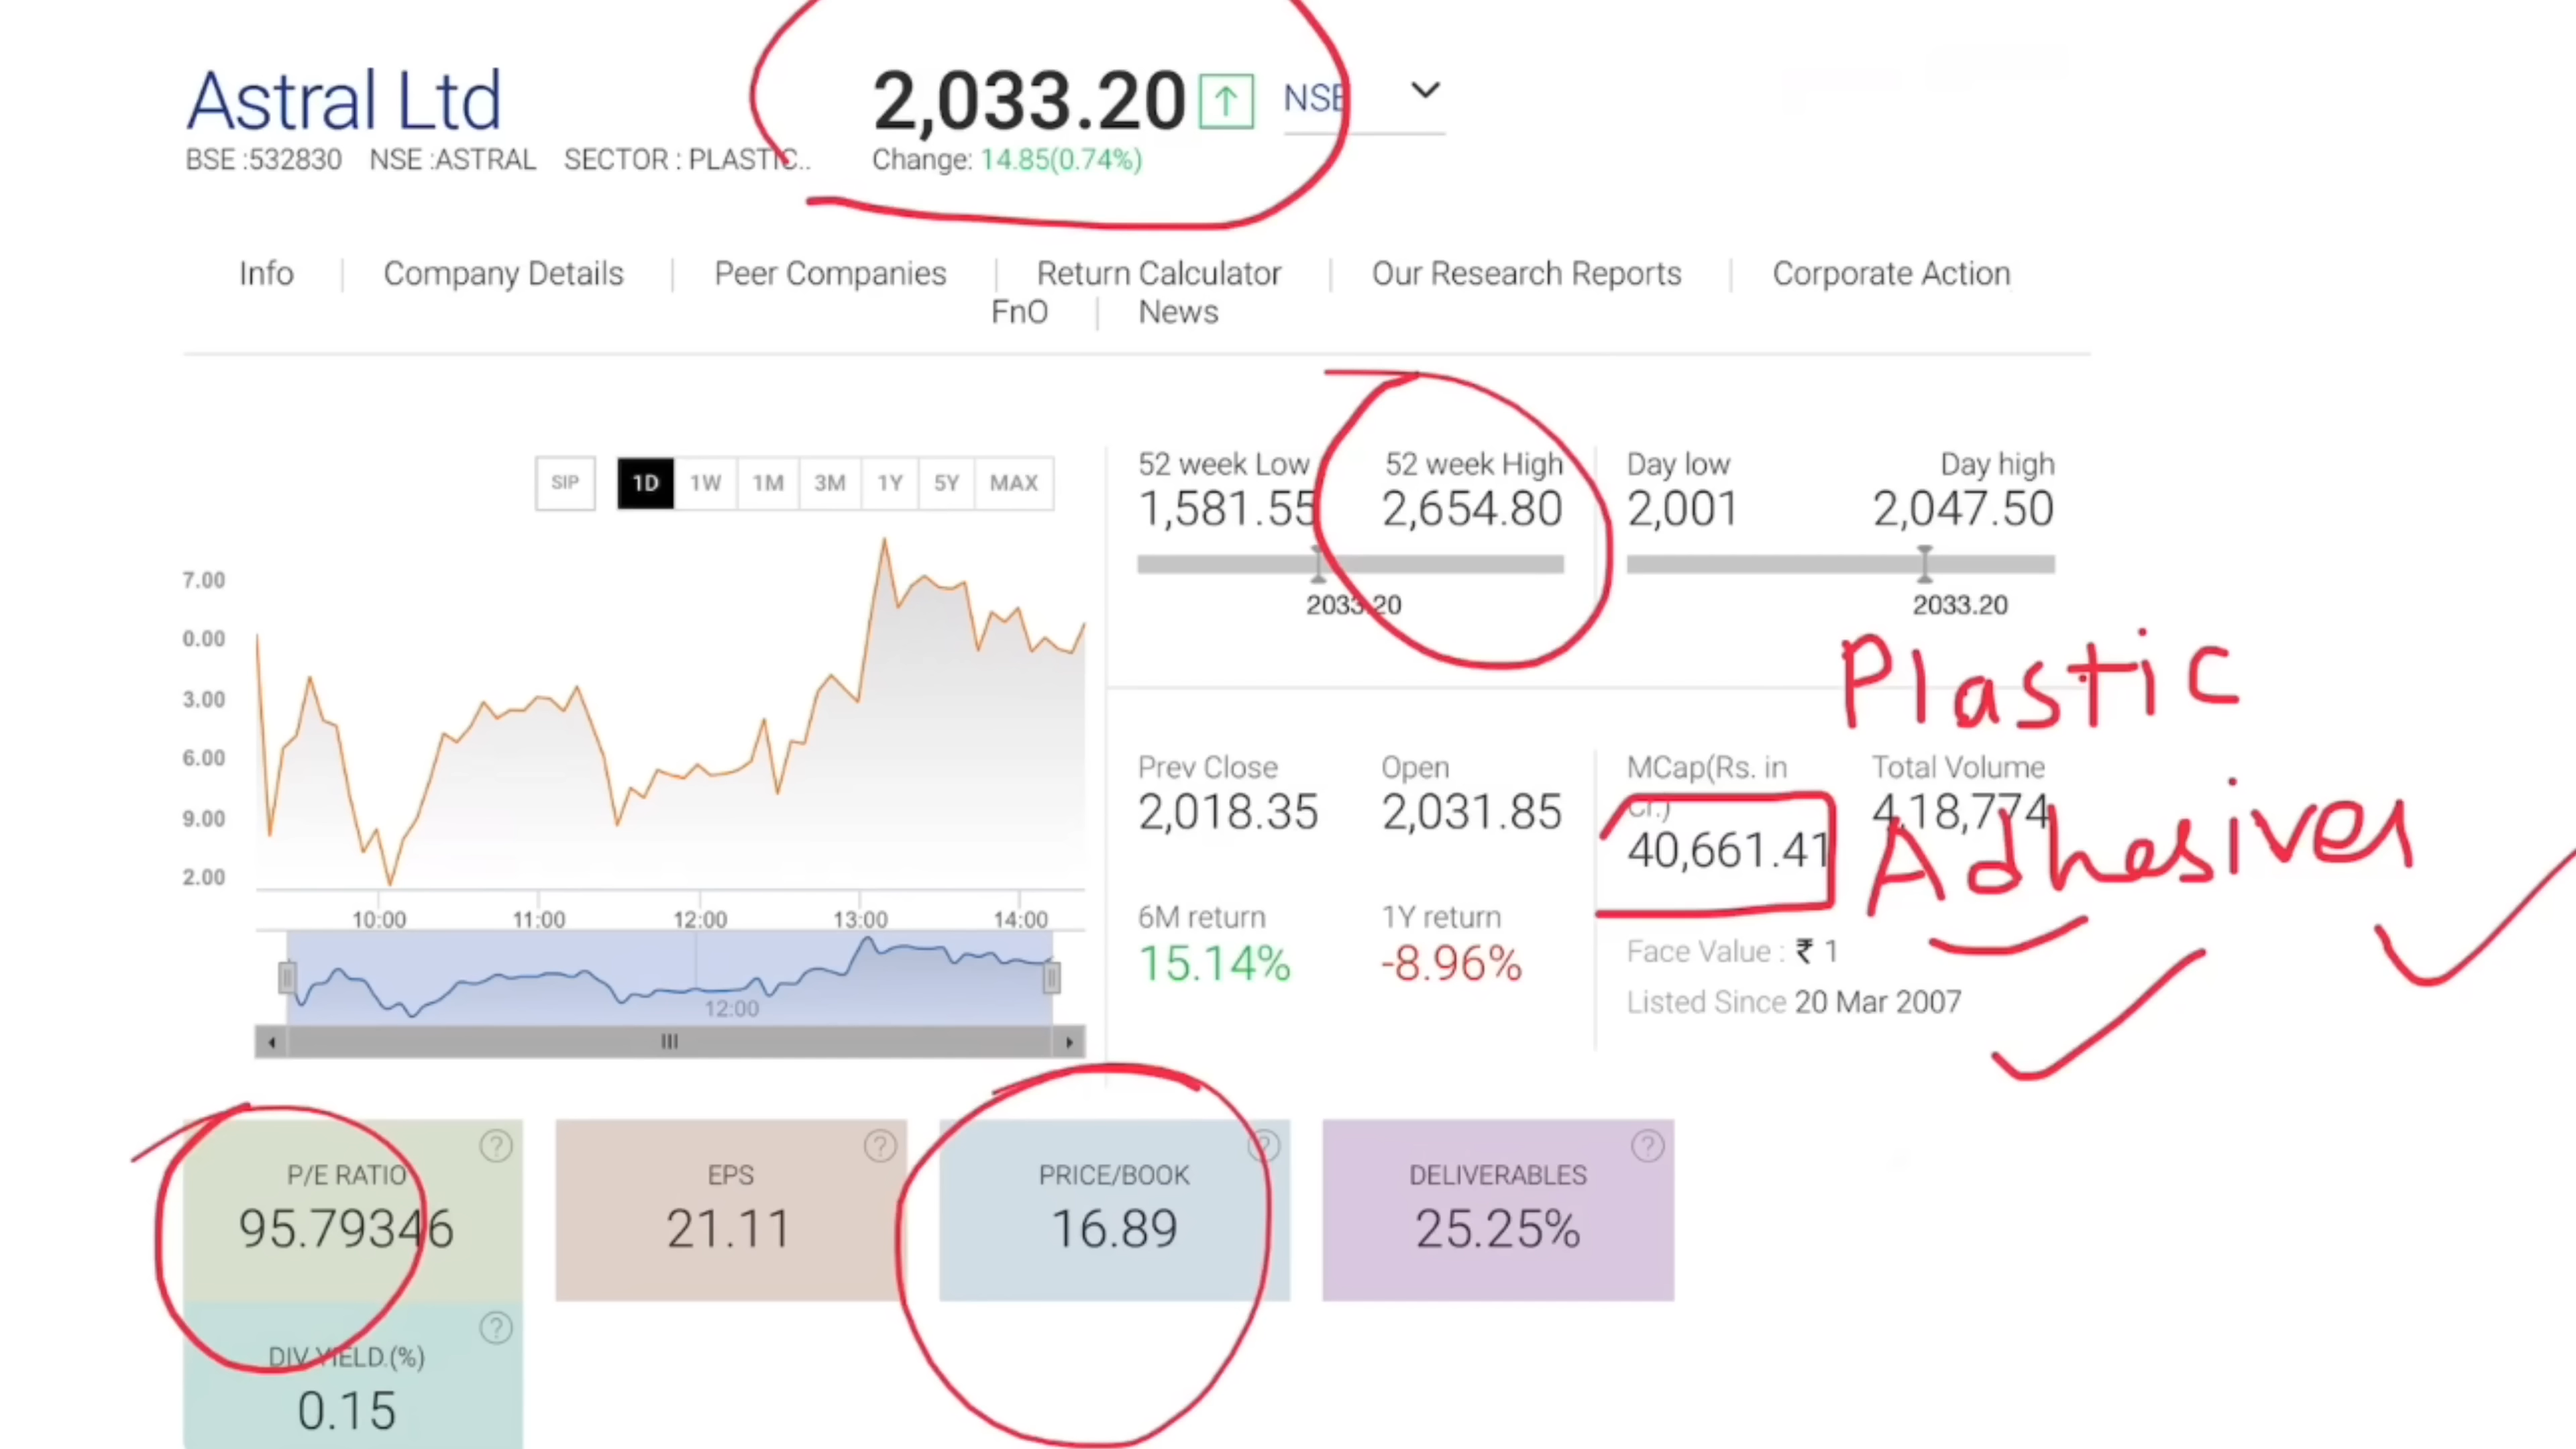 Astral Ltd
2,033.20 NSE
BSE :532830 NSE :ASTRAL SECTOR : PLASTIC..
Change: 14.85(0.74%)
Info Company Details Peer Companies Return Calculator Our Research Reports Corporate Action
FnO News
SIP 1D 1W 1M 3M 1Y 5Y MAX
52 week Low 52 week High Day low Day high
1,581.55 2,654.80 2,001 2,047.50
2033.20 2033.20
7.00
0.00
3.00
6.00
9.00
2.00
10:00 11:00 12:00 13:00 14:00
12:00
Plastic
Prev Close Open MCap(Rs. in Cr.) Total Volume
2,018.35 2,031.85 40,661.41 4,18,774
Adhesives
6M return 1Y return
15.14% -8.96%
Face Value : ₹ 1
Listed Since 20 Mar 2007
P/E RATIO EPS PRICE/BOOK DELIVERABLES
95.79346 21.11 16.89 25.25%
DIV YIELD.(%)
0.15